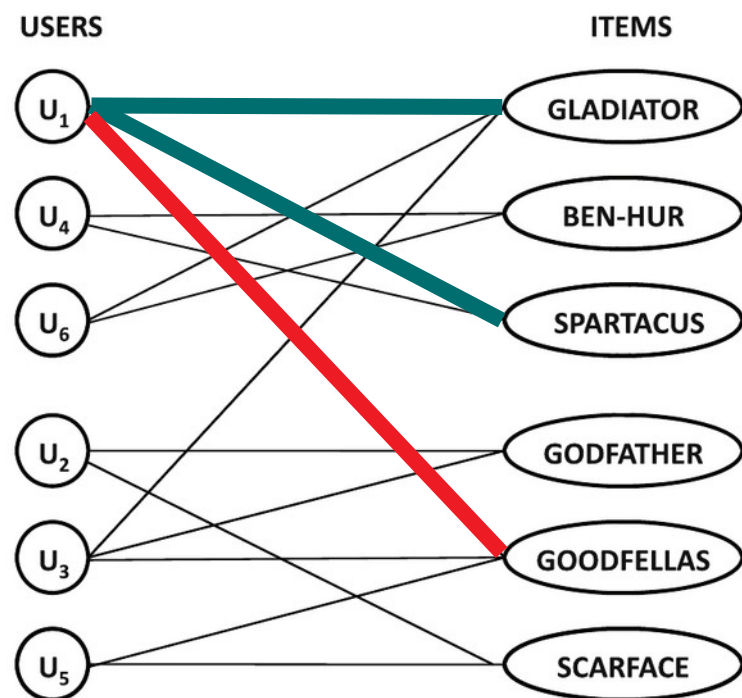 USERS ITEMS
U1 GLADIATOR
U4 BEN-HUR
U6 SPARTACUS
U2 GODFATHER
U3 GOODFELLAS
U5 SCARFACE